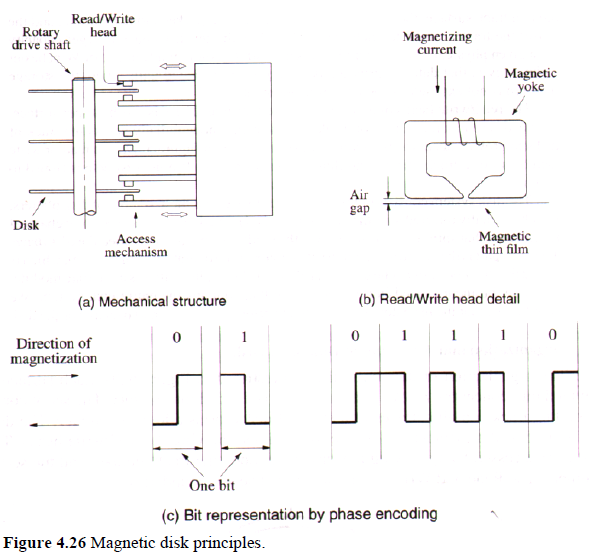 Read/Write
head
Rotary
drive shaft
Disk
Access
mechanism
(a) Mechanical structure
Magnetizing
current
Magnetic
yoke
Air
gap
Magnetic
thin film
(b) Read/Write head detail
Direction of
magnetization
0 1
0 1 1 1 0
One bit
(c) Bit representation by phase encoding
Figure 4.26 Magnetic disk principles.